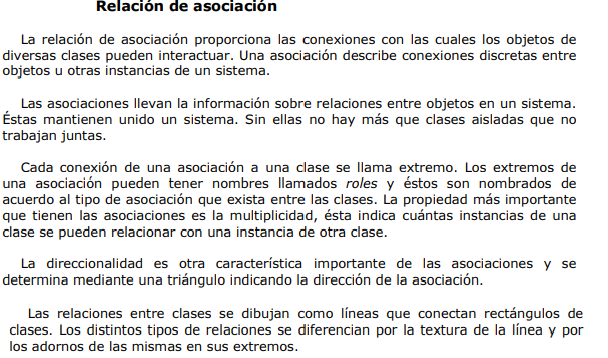 Relación de asociación
La relación de asociación proporciona las conexiones con las cuales los objetos de
diversas clases pueden interactuar. Una asociación describe conexiones discretas entre
objetos u otras instancias de un sistema.
Las asociaciones llevan la información sobre relaciones entre objetos en un sistema.
Éstas mantienen unido un sistema. Sin ellas no hay más que clases aisladas que no
trabajan juntas.
Cada conexión de una asociación a una clase se llama extremo. Los extremos de
una asociación pueden tener nombres llamados roles y éstos son nombrados de
acuerdo al tipo de asociación que exista entre las clases. La propiedad más importante
que tienen las asociaciones es la multiplicidad, ésta indica cuántas instancias de una
clase se pueden relacionar con una instancia de otra clase.
La direccionalidad es otra característica importante de las asociaciones y se
determina mediante una triángulo indicando la dirección de la asociación.
Las relaciones entre clases se dibujan como líneas que conectan rectángulos de
clases. Los distintos tipos de relaciones se diferencian por la textura de la línea y por
los adornos de las mismas en sus extremos.